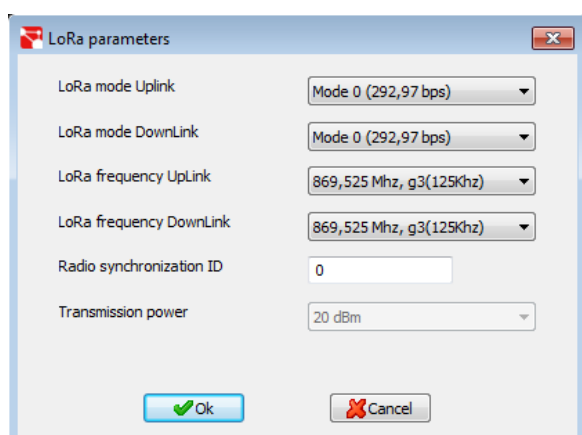 LoRa parameters
LoRa mode Uplink
Mode 0 (292,97 bps)
LoRa mode DownLink
Mode 0 (292,97 bps)
LoRa frequency UpLink
869,525 Mhz, g3(125Khz)
LoRa frequency DownLink
869,525 Mhz, g3(125Khz)
Radio synchronization ID
0
Transmission power
20 dBm
Ok
Cancel